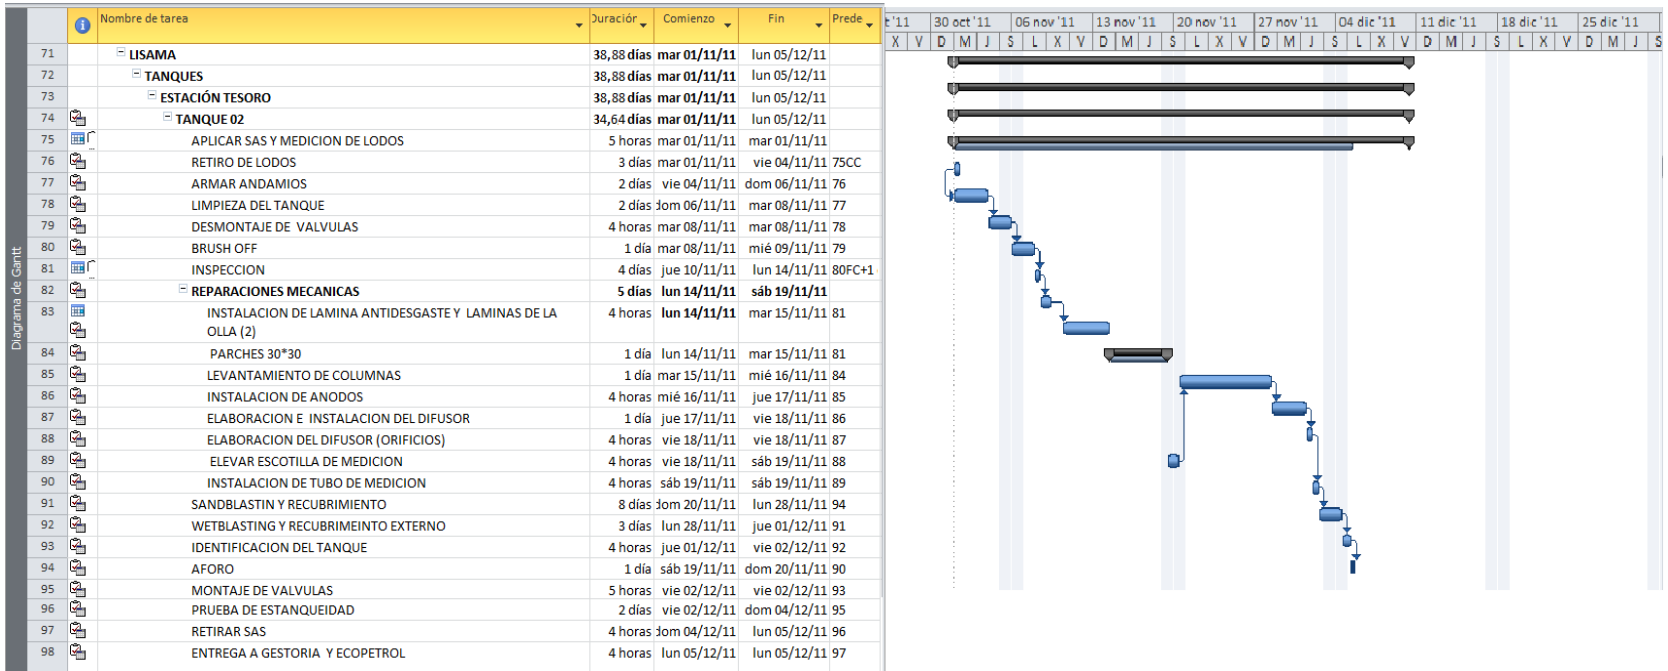 Nombre de tarea Duración Comienzo Fin Prede
71 LISAMA 38,88 días mar 01/11/11 lun 05/12/11
72 TANQUES 38,88 días mar 01/11/11 lun 05/12/11
73 ESTACIÓN TESORO 38,88 días mar 01/11/11 lun 05/12/11
74 TANQUE 02 34,64 días mar 01/11/11 lun 05/12/11
75 APLICAR SAS Y MEDICION DE LODOS 5 horas mar 01/11/11 mar 01/11/11
76 RETIRO DE LODOS 3 días mar 01/11/11 vie 04/11/11 75CC
77 ARMAR ANDAMIOS 2 días vie 04/11/11 dom 06/11/11 76
78 LIMPIEZA DEL TANQUE 2 días dom 06/11/11 mar 08/11/11 77
79 DESMONTAJE DE VALVULAS 4 horas mar 08/11/11 mar 08/11/11 78
80 BRUSH OFF 1 día mar 08/11/11 mié 09/11/11 79
81 INSPECCION 4 días jue 10/11/11 lun 14/11/11 80FC+1
82 REPARACIONES MECANICAS 5 días lun 14/11/11 sáb 19/11/11
83 INSTALACION DE LAMINA ANTIDESGASTE Y LAMINAS DE LA 4 horas lun 14/11/11 mar 15/11/11 81
OLLA (2)
84 PARCHES 30*30 1 día lun 14/11/11 mar 15/11/11 81
85 LEVANTAMIENTO DE COLUMNAS 1 día mar 15/11/11 mié 16/11/11 84
86 INSTALACION DE ANODOS 4 horas mié 16/11/11 jue 17/11/11 85
87 ELABORACION E INSTALACION DEL DIFUSOR 1 día jue 17/11/11 vie 18/11/11 86
88 ELABORACION DEL DIFUSOR (ORIFICIOS) 4 horas vie 18/11/11 vie 18/11/11 87
89 ELEVAR ESCOTILLA DE MEDICION 4 horas vie 18/11/11 sáb 19/11/11 88
90 INSTALACION DE TUBO DE MEDICION 4 horas sáb 19/11/11 sáb 19/11/11 89
91 SANDBLASTIN Y RECUBRIMIENTO 8 días dom 20/11/11 lun 28/11/11 94
92 WETBLASTING Y RECUBRIMEINTO EXTERNO 3 días lun 28/11/11 jue 01/12/11 91
93 IDENTIFICACION DEL TANQUE 4 horas jue 01/12/11 vie 02/12/11 92
94 AFORO 1 día sáb 19/11/11 dom 20/11/11 90
95 MONTAJE DE VALVULAS 5 horas vie 02/12/11 vie 02/12/11 93
96 PRUEBA DE ESTANQUEIDAD 2 días vie 02/12/11 dom 04/12/11 95
97 RETIRAR SAS 4 horas dom 04/12/11 lun 05/12/11 96
98 ENTREGA A GESTORIA Y ECOPETROL 4 horas lun 05/12/11 lun 05/12/11 97
Diagrama de Gantt
t '11 30 oct '11 06 nov '11 13 nov '11 20 nov '11 27 nov '11 04 dic '11 11 dic '11 18 dic '11 25 dic '11
X V D M J S L X V D M J S L X V D M J S L X V D M J S L X V D M J S